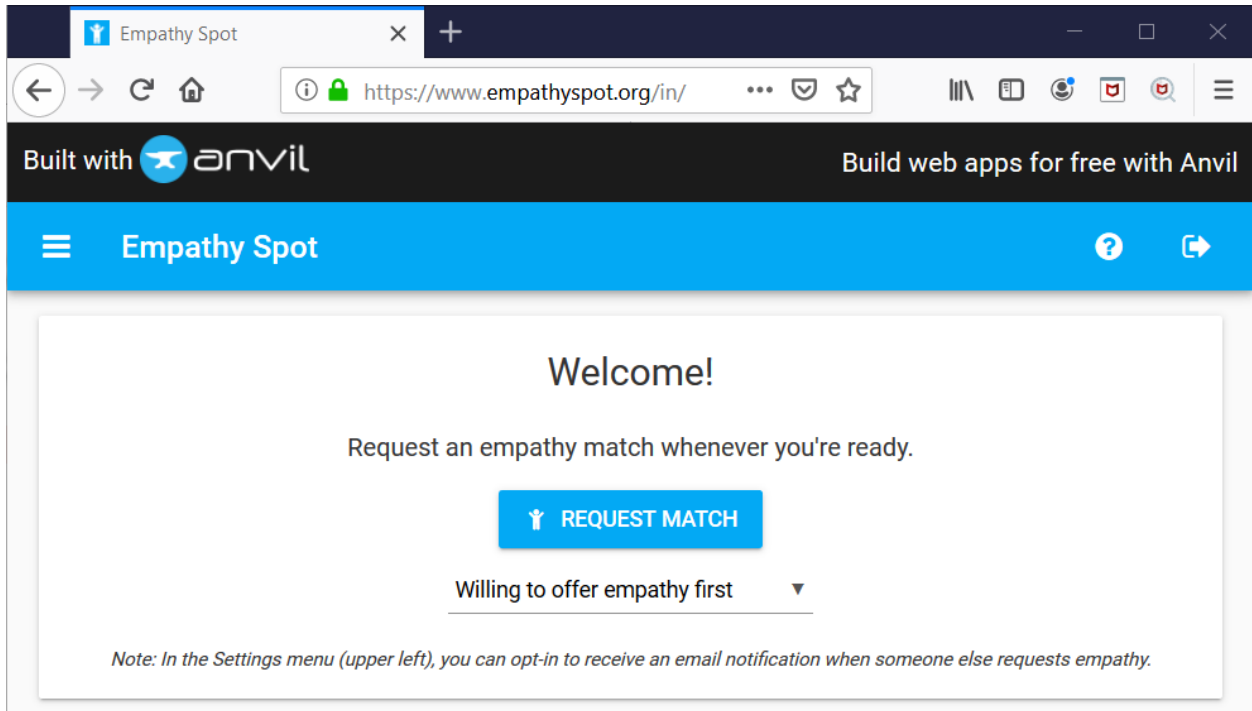 Empathy Spot
https://www.empathyspot.org/in/
Built with anvil
Build web apps for free with Anvil
Empathy Spot
Welcome!
Request an empathy match whenever you're ready.
REQUEST MATCH
Willing to offer empathy first
Note: In the Settings menu (upper left), you can opt-in to receive an email notification when someone else requests empathy.